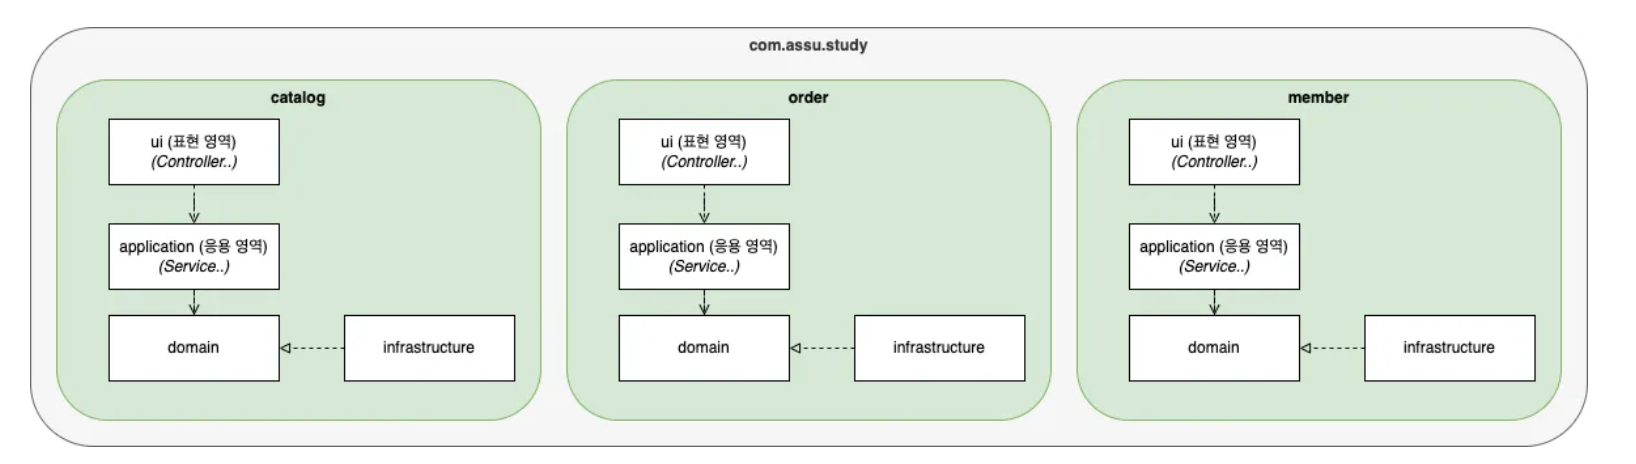 com.assu.study
catalog
ui (표현 영역)
(Controller..)
application (응용 영역)
(Service..)
domain
infrastructure
order
ui (표현 영역)
(Controller..)
application (응용 영역)
(Service..)
domain
infrastructure
member
ui (표현 영역)
(Controller..)
application (응용 영역)
(Service..)
domain
infrastructure